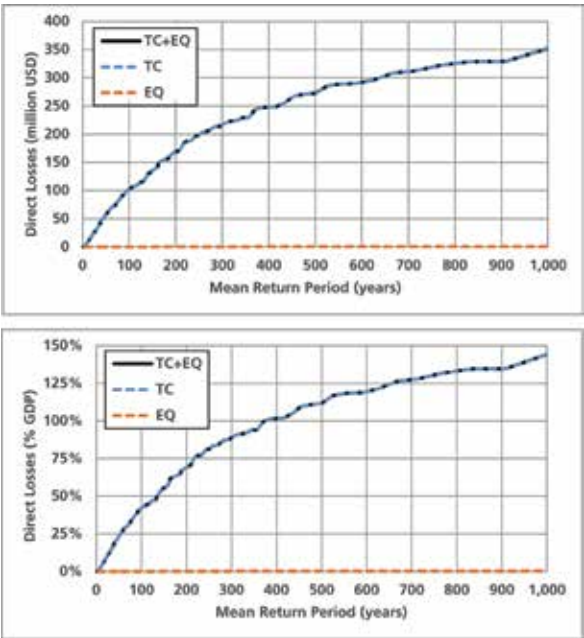 400
350
300
250
200
150
100
50
0
Direct Losses (million USD)
TC+EQ
TC
EQ
0 100 200 300 400 500 600 700 800 900 1,000
Mean Return Period (years)
150%
125%
100%
75%
50%
25%
0%
Direct Losses (% GDP)
TC+EQ
TC
EQ
0 100 200 300 400 500 600 700 800 900 1,000
Mean Return Period (years)